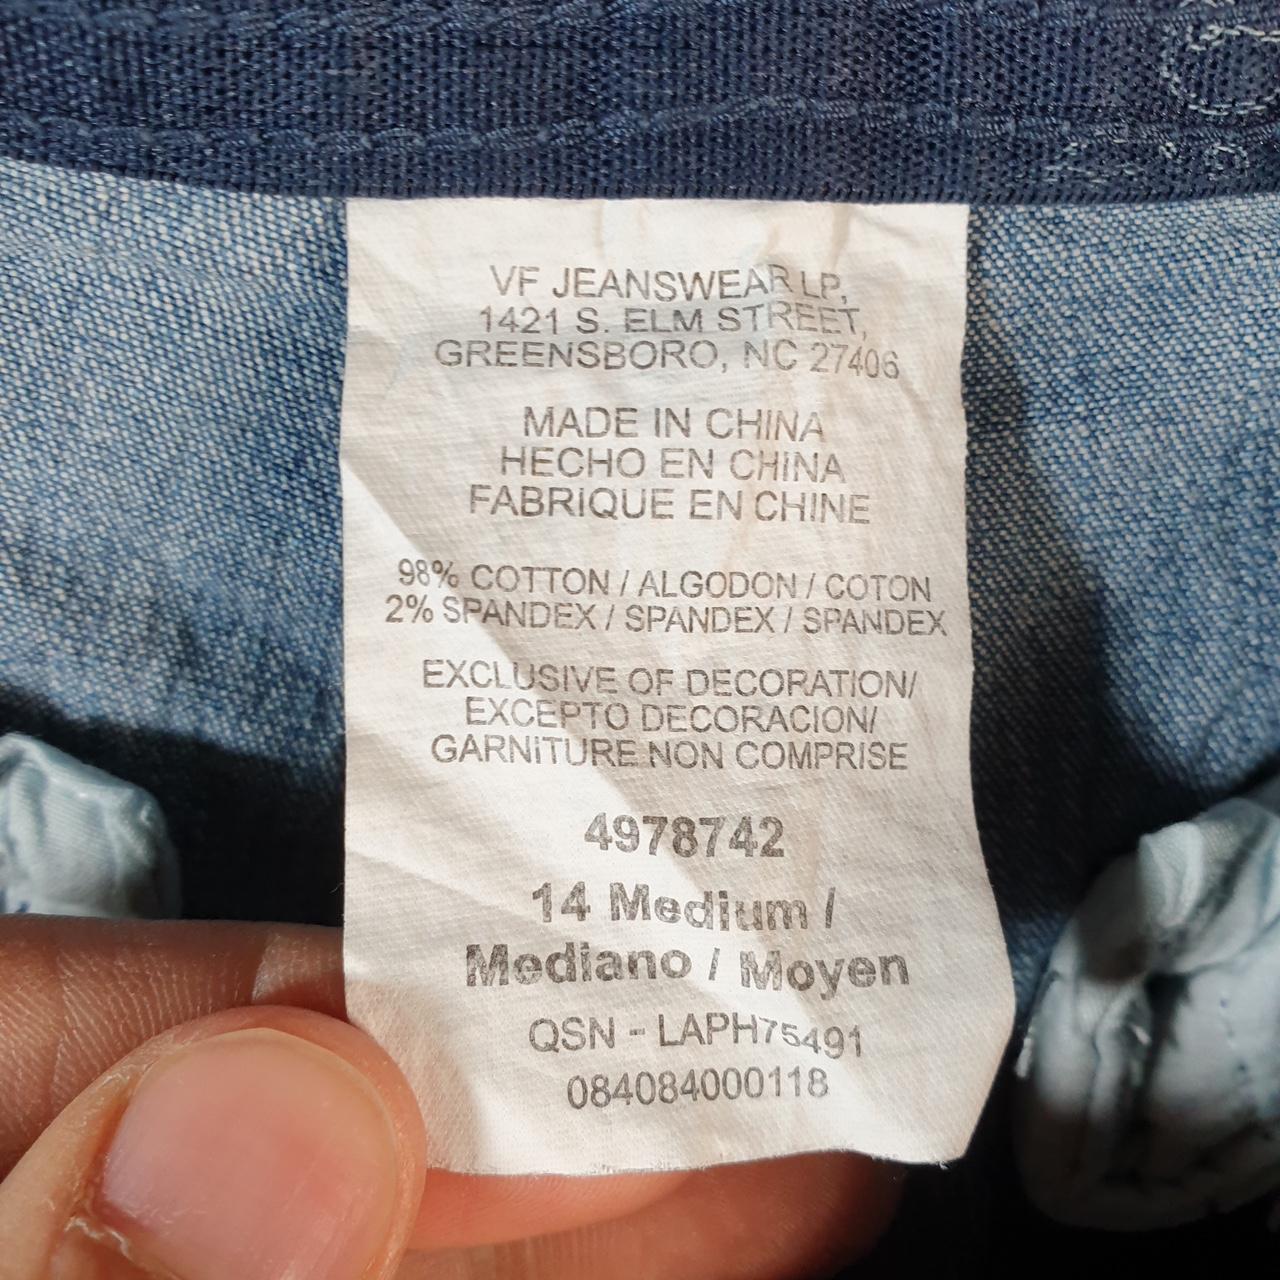 VF JEANSWEAR LP,
1421 S. ELM STREET,
GREENSBORO, NC 27406
MADE IN CHINA
HECHO EN CHINA
FABRIQUE EN CHINE
98% COTTON / ALGODON / COTON
2% SPANDEX / SPANDEX / SPANDEX
EXCLUSIVE OF DECORATION/
EXCEPTO DECORACION/
GARNITURE NON COMPRISE
4978742
14 Medium /
Mediano / Moyen
QSN - LAPH75491
084084000118